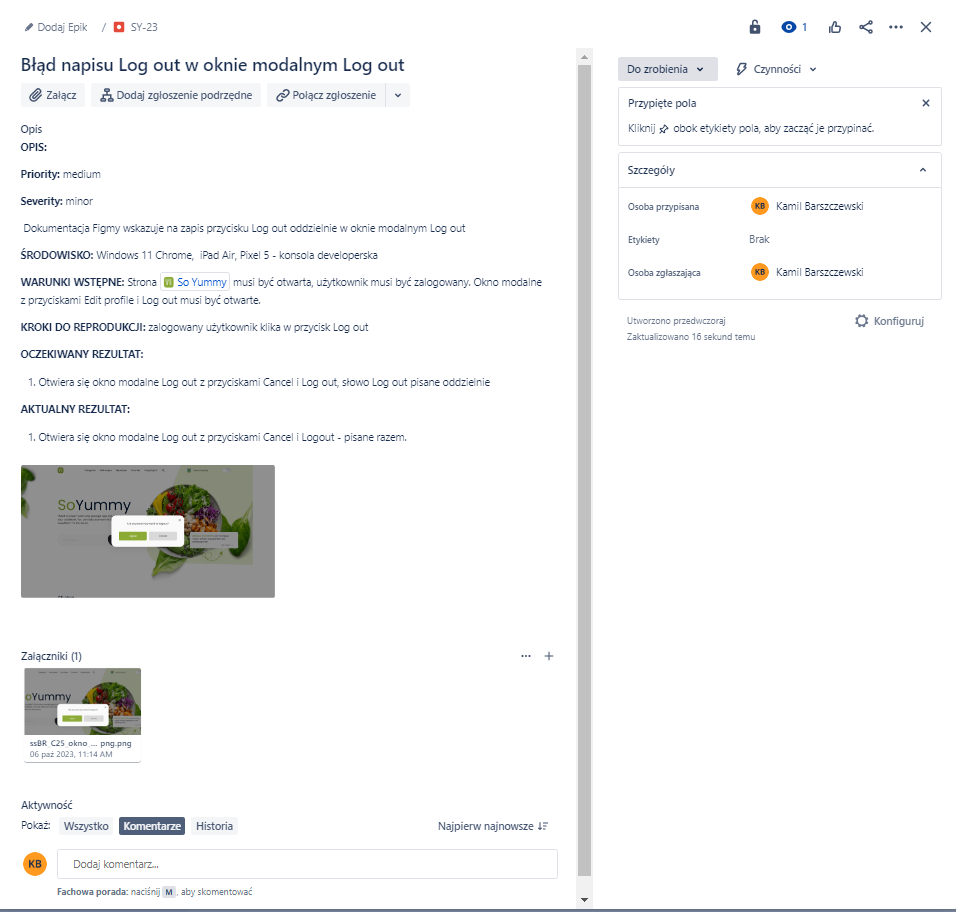 Dodaj Epik / SY-23
1
Błąd napisu Log out w oknie modalnym Log out
Załącz Dodaj zgłoszenie podrzędne Połącz zgłoszenie
Opis
OPIS:
Priority: medium
Severity: minor
Dokumentacja Figmy wskazuje na zapis przycisku Log out oddzielnie w oknie modalnym Log out
ŚRODOWISKO: Windows 11 Chrome, iPad Air, Pixel 5 - konsola developerska
WARUNKI WSTĘPNE: Strona So Yummy musi być otwarta, użytkownik musi być zalogowany. Okno modalne
z przyciskami Edit profile i Log out musi być otwarte.
KROKI DO REPRODUKCJI: zalogowany użytkownik klika w przycisk Log out
OCZEKIWANY REZULTAT:
1. Otwiera się okno modalne Log out z przyciskami Cancel i Log out, słowo Log out pisane oddzielnie
AKTUALNY REZULTAT:
1. Otwiera się okno modalne Log out z przyciskami Cancel i Logout - pisane razem.
SoYummy
Załączniki (1)
Yummy
ssBR_C25_okno_... png.png
06 paź 2023, 11:14 AM
Aktywność
Pokaż: Wszystko Komentarze Historia Najpierw najnowsze
KB Dodaj komentarz...
Fachowa porada: naciśnij M , aby skomentować
Do zrobienia Czynności
Przypięte pola
Kliknij obok etykiety pola, aby zacząć je przypinać.
Szczegóły
Osoba przypisana KB Kamil Barszczewski
Etykiety Brak
Osoba zgłaszająca KB Kamil Barszczewski
Utworzono przedwczoraj Konfiguruj
Zaktualizowano 16 sekund temu